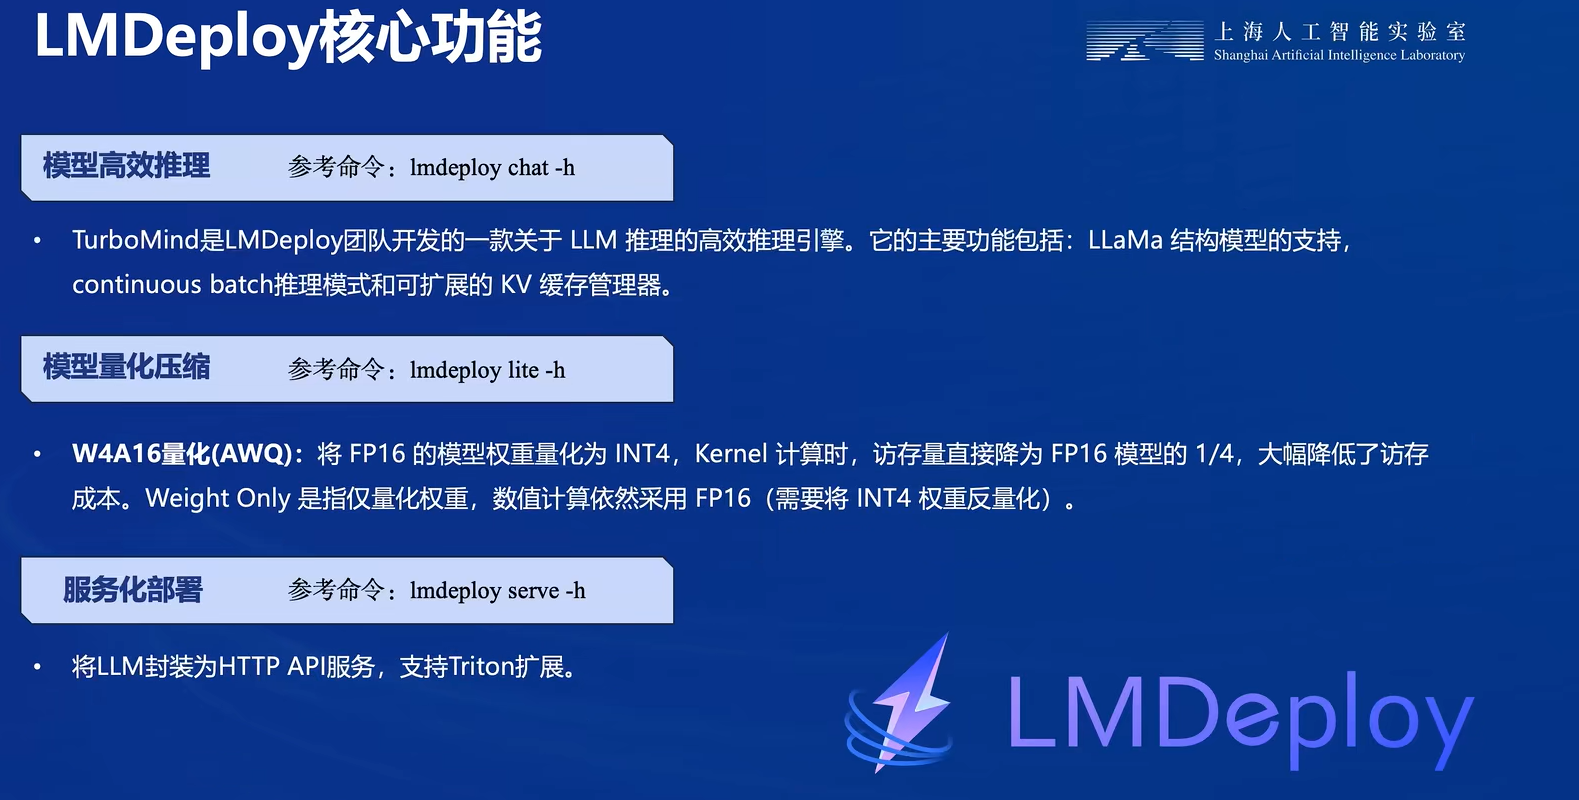 LMDeploy核心功能
上海人工智能实验室
Shanghai Artificial Intelligence Laboratory
模型高效推理 参考命令：lmdeploy chat -h
• TurboMind是LMDeploy团队开发的一款关于 LLM 推理的高效推理引擎。它的主要功能包括：LLaMa 结构模型的支持，
continuous batch推理模式和可扩展的 KV 缓存管理器。
模型量化压缩 参考命令：lmdeploy lite -h
• W4A16量化(AWQ)：将 FP16 的模型权重量化为 INT4，Kernel 计算时，访存量直接降为 FP16 模型的 1/4，大幅降低了访存
成本。Weight Only 是指仅量化权重，数值计算依然采用 FP16（需要将 INT4 权重反量化）。
服务化部署 参考命令：lmdeploy serve -h
• 将LLM封装为HTTP API服务，支持Triton扩展。
LMDeploy